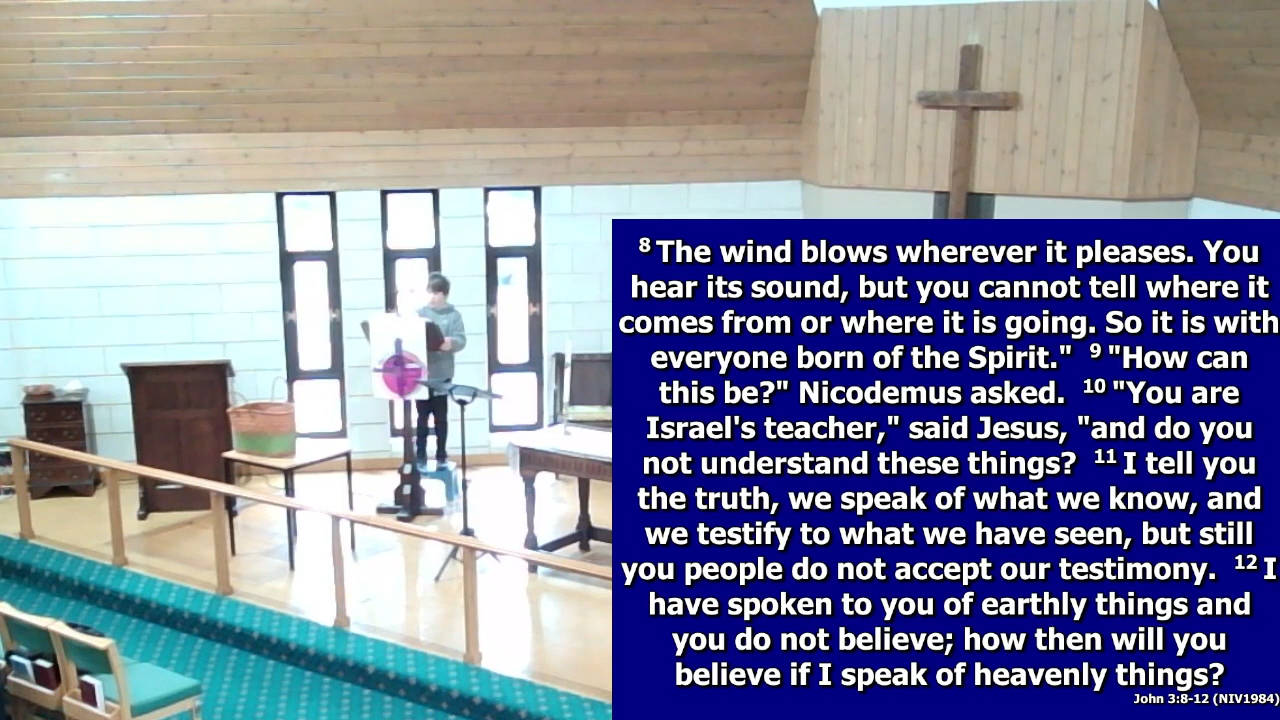 8 The wind blows wherever it pleases. You
hear its sound, but you cannot tell where it
comes from or where it is going. So it is with
everyone born of the Spirit." 9 "How can
this be?" Nicodemus asked. 10 "You are
Israel's teacher," said Jesus, "and do you
not understand these things? 11 I tell you
the truth, we speak of what we know, and
we testify to what we have seen, but still
you people do not accept our testimony. 12 I
have spoken to you of earthly things and
you do not believe; how then will you
believe if I speak of heavenly things?
John 3:8-12 (NIV1984)